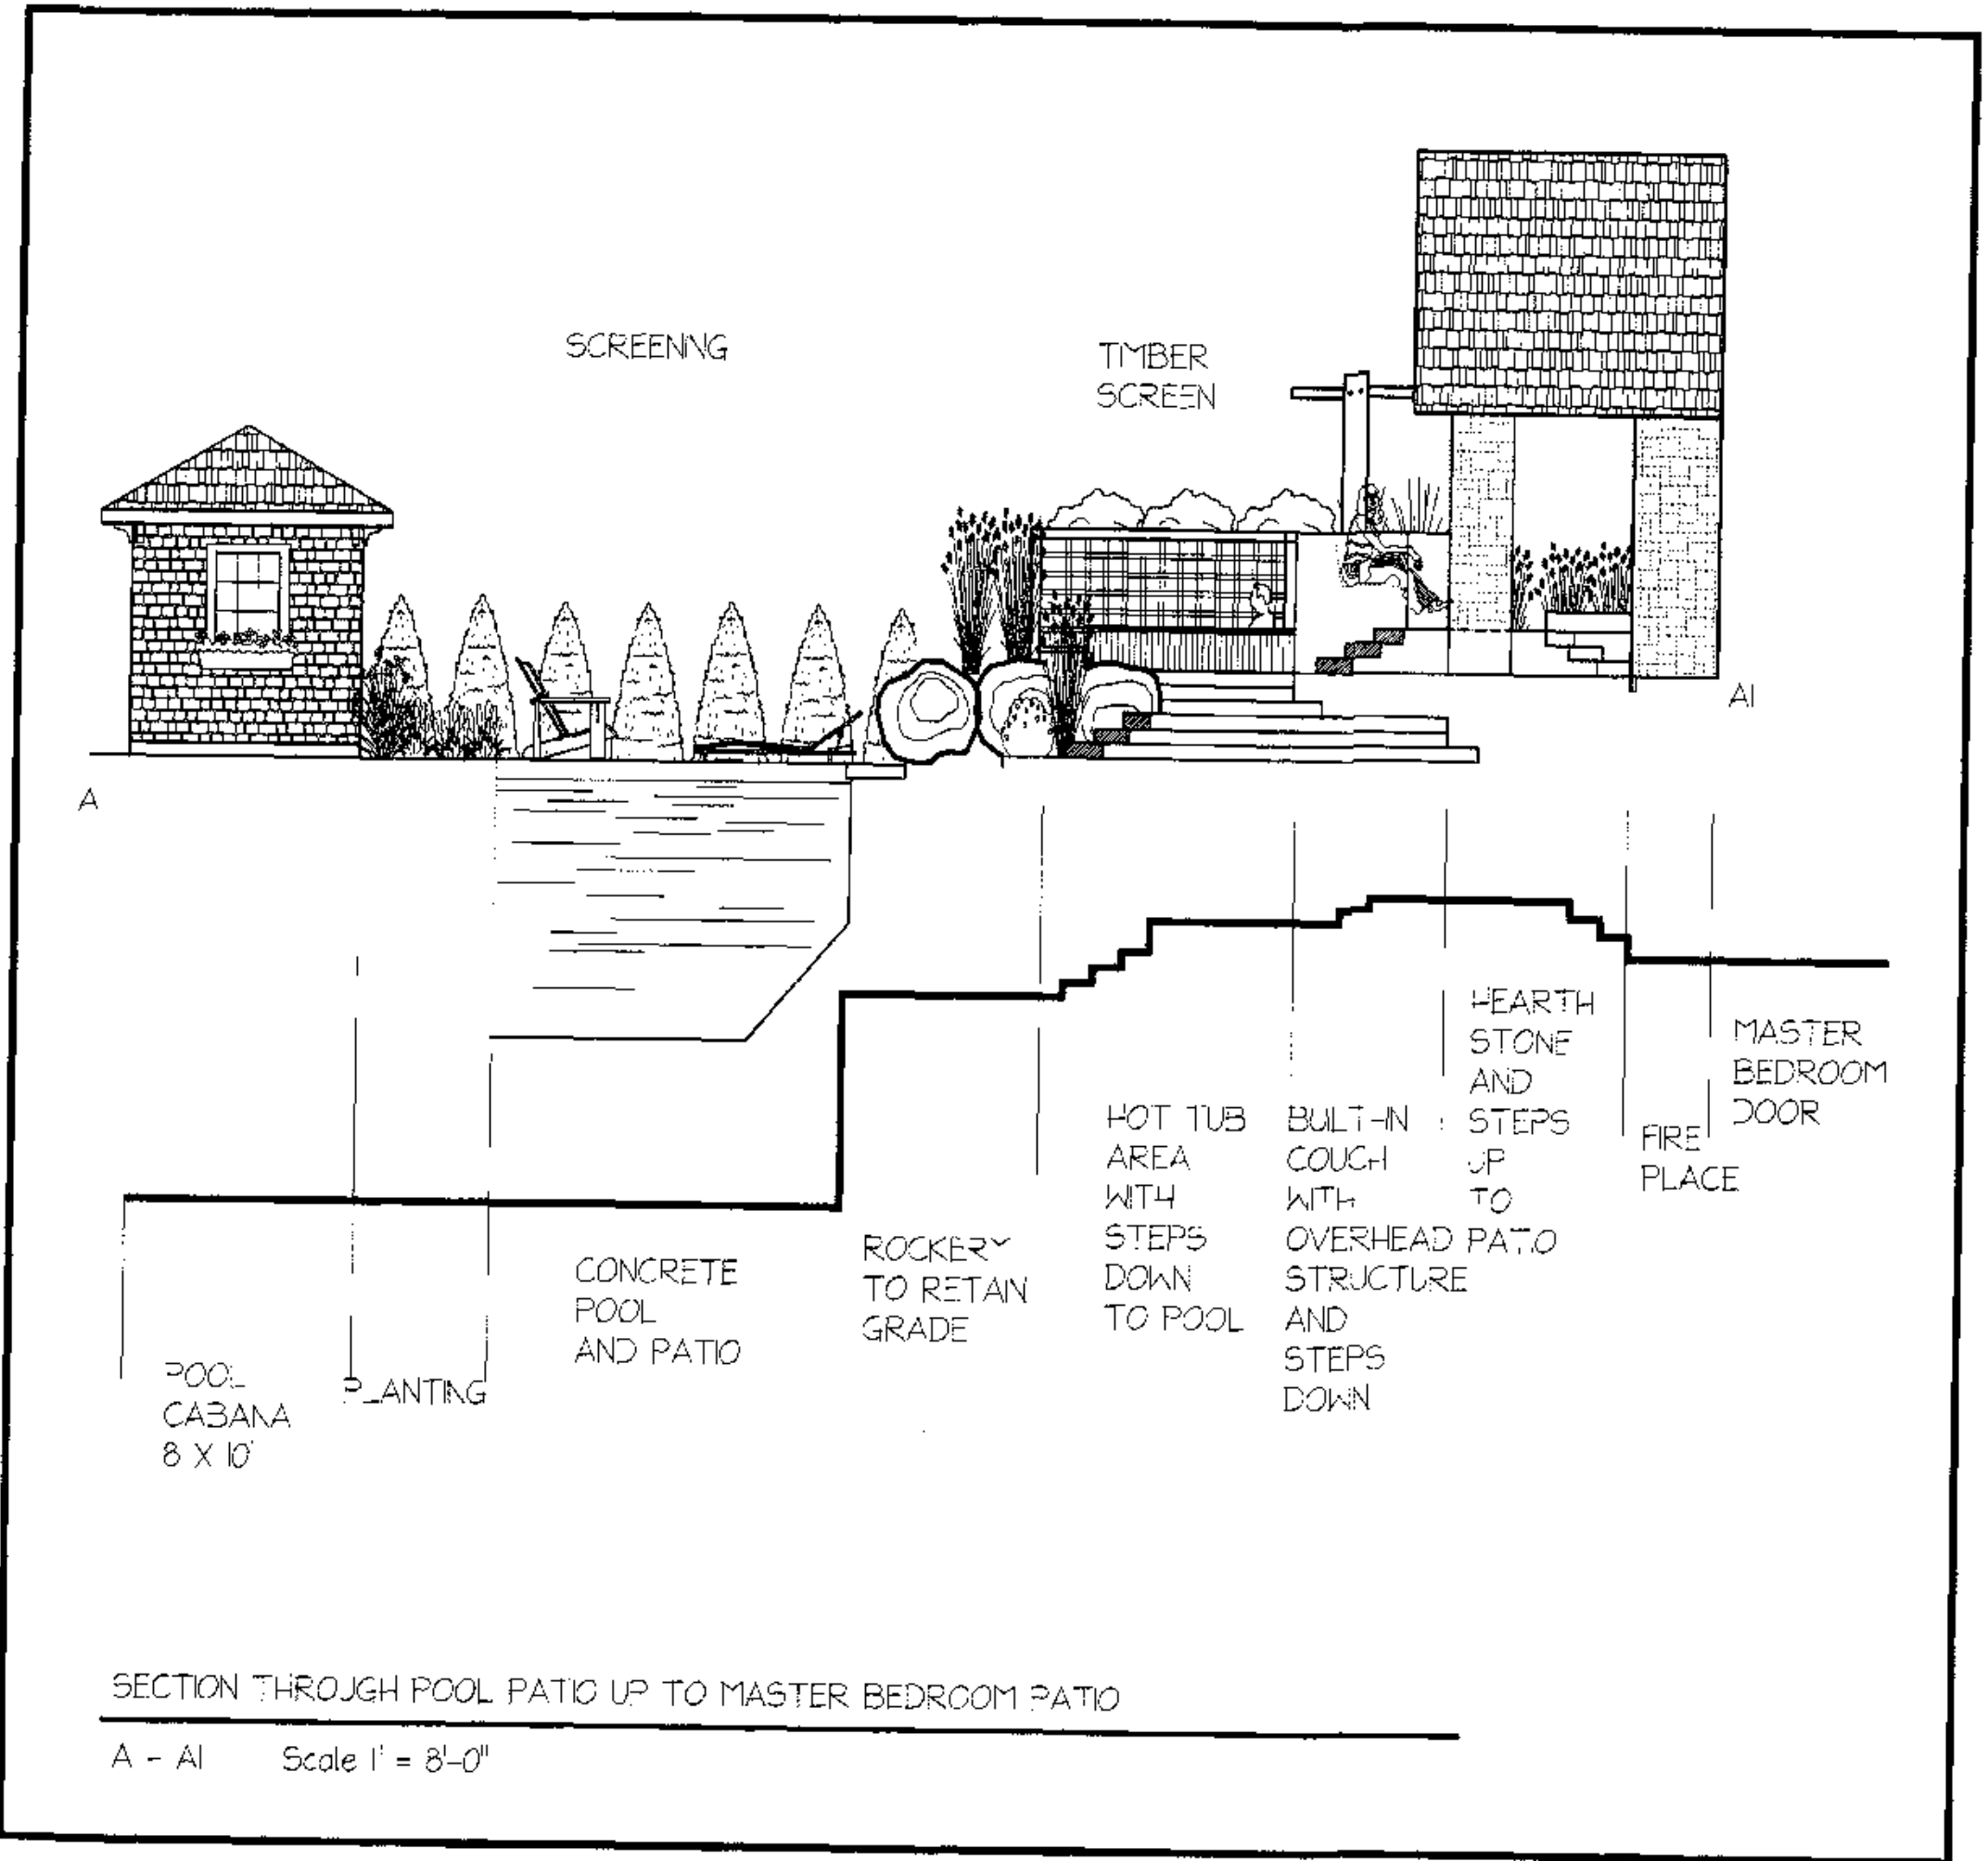 SCREENING
TIMBER
SCREEN
A
A1
HEARTH
STONE
AND
STEPS
UP
TO
PATIO
MASTER
BEDROOM
DOOR
FIRE
PLACE
HOT TUB
AREA
WITH
STEPS
DOWN
TO POOL
BUILT-IN
COUCH
WITH
OVERHEAD
STRUCTURE
AND
STEPS
DOWN
ROCKERY
TO RETAIN
GRADE
CONCRETE
POOL
AND PATIO
PLANTING
POOL
CABANA
8 X 10'
SECTION THROUGH POOL PATIO UP TO MASTER BEDROOM PATIO
A - A1 Scale 1' = 8'-0"